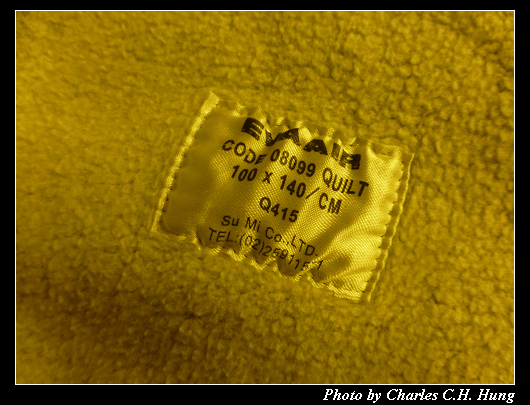 EVA AIR
CODE 08099 QUILT
100 X 140/CM
Q415
Su Mi Co.,LTD.
Photo by Charles C.H. Hung